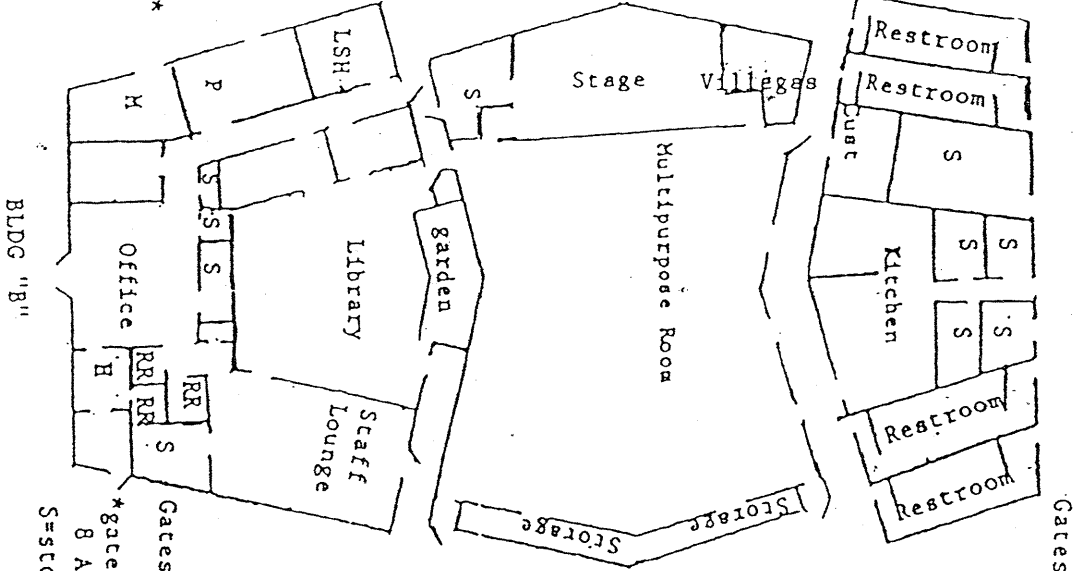 *
LSH
P
M
S
Stage
Villegas
Restroom
Restroom
Cust
S
S
S
S
Office
Library
garden
Multipurpose Room
Kitchen
S
S
S
S
BLDG "B"
H
RR
RR
RR
S
Staff
Lounge
Storage
Storage
Restroom
Restroom
Gates
Gates
*gate
8 A
S=sto